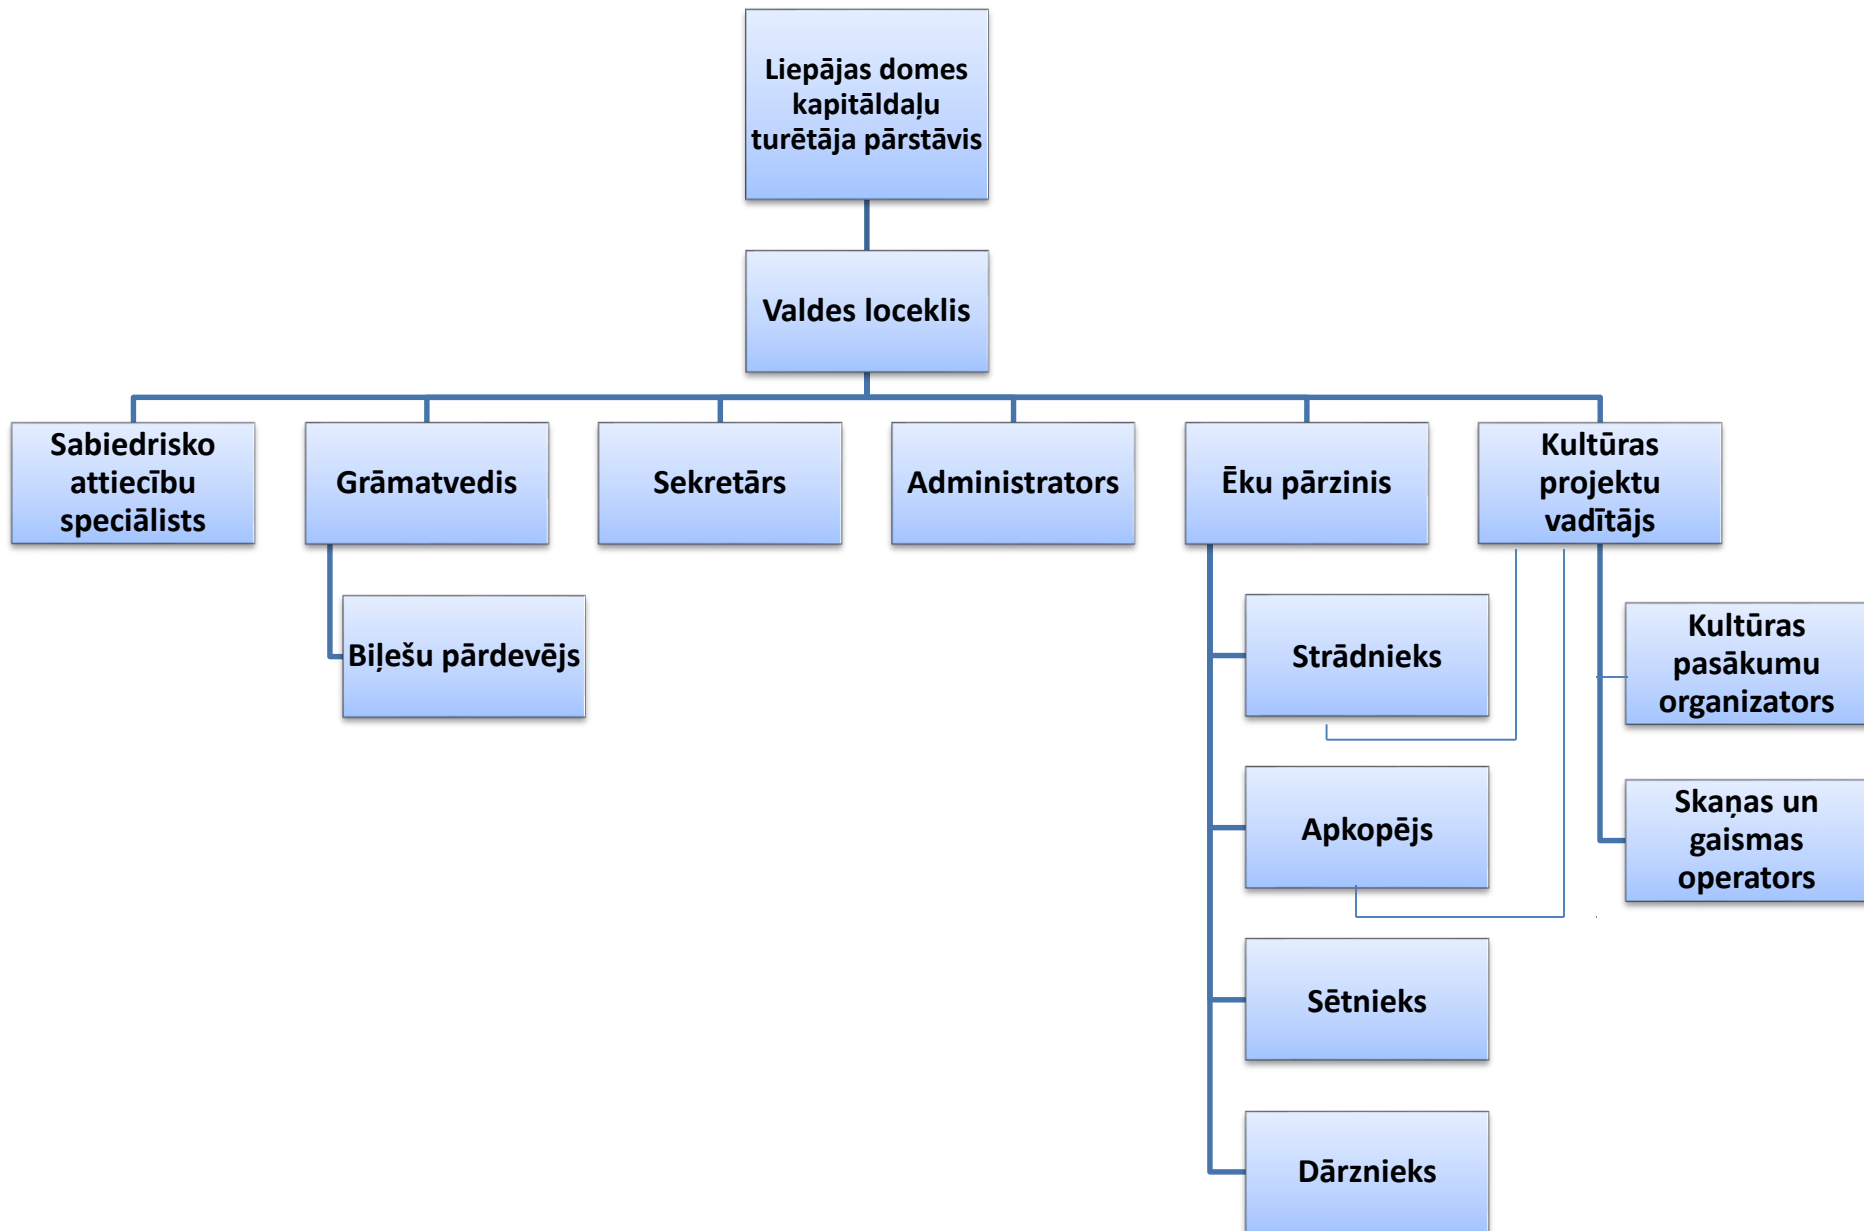 Liepājas domes
kapitāldaļu
turētāja pārstāvis
Valdes loceklis
Sabiedrisko
attiecību
speciālists
Grāmatvedis
Sekretārs
Administrators
Ēku pārzinis
Kultūras
projektu
vadītājs
Biļešu pārdevējs
Strādnieks
Apkopējs
Sētnieks
Dārznieks
Kultūras
pasākumu
organizators
Skaņas un
gaismas
operators